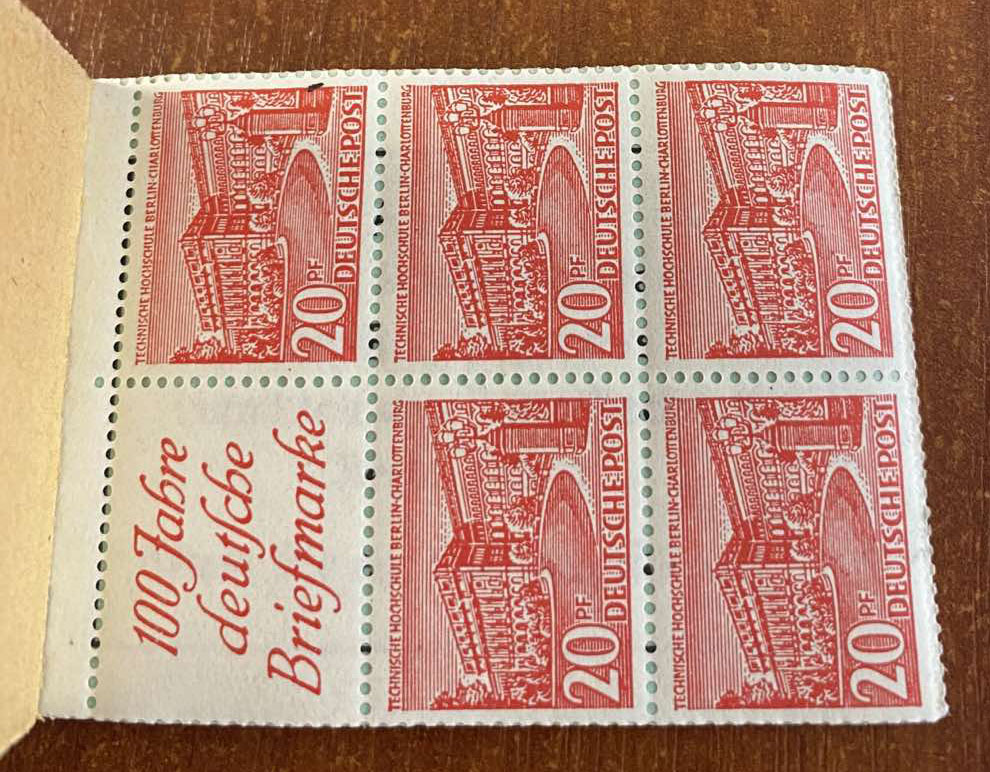 100 Jahre
deutſche
Briefmarke
TECHNISCHE HOCHSCHULE BERLIN-CHARLOTTENBURG
20 PF
DEUTSCHE POST
TECHNISCHE HOCHSCHULE BERLIN-CHARLOTTENBURG
20 PF
DEUTSCHE POST
TECHNISCHE HOCHSCHULE BERLIN-CHARLOTTENBURG
20 PF
DEUTSCHE POST
TECHNISCHE HOCHSCHULE BERLIN-CHARLOTTENBURG
20 PF
DEUTSCHE POST
TECHNISCHE HOCHSCHULE BERLIN-CHARLOTTENBURG
20 PF
DEUTSCHE POST